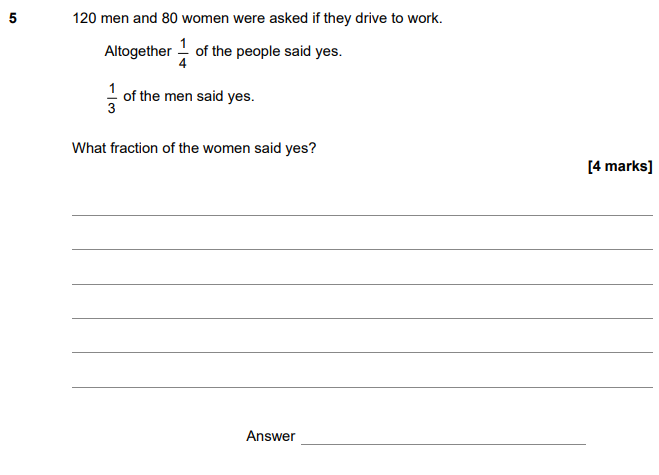 5 120 men and 80 women were asked if they drive to work.
Altogether 1/4 of the people said yes.
1/3 of the men said yes.
What fraction of the women said yes?
[4 marks]
Answer